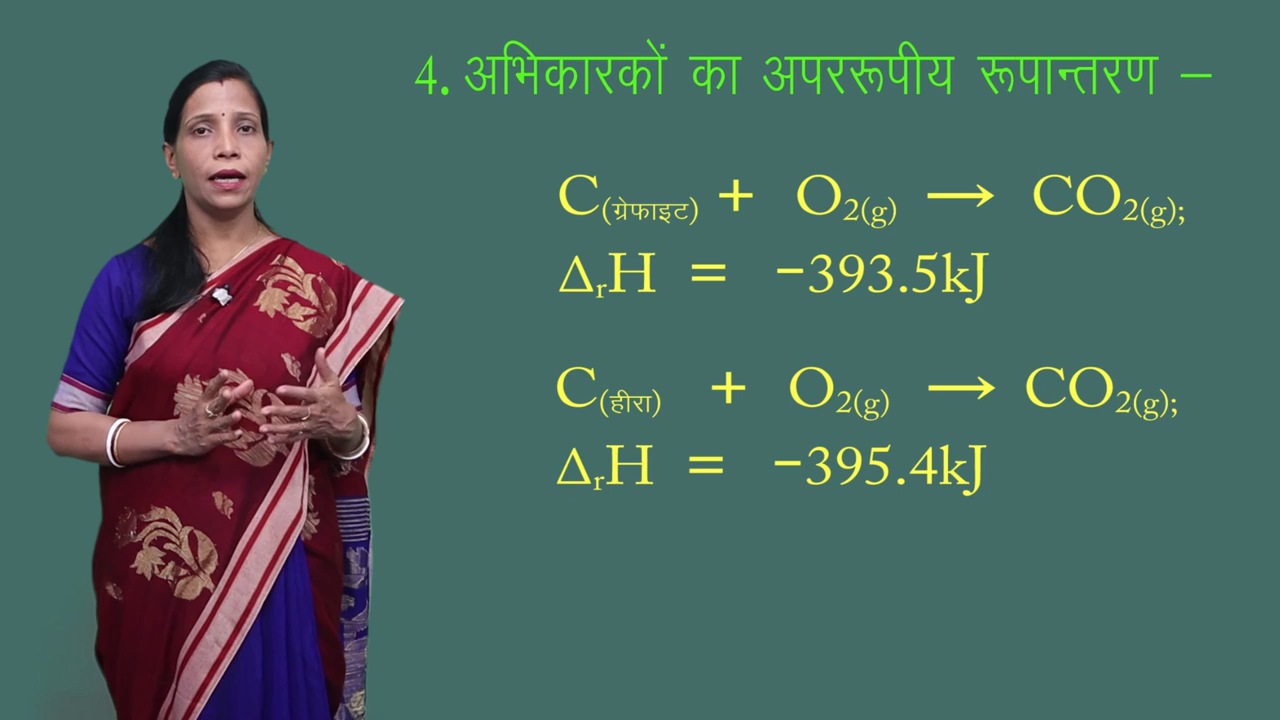 4. अभिकारकों का अपररूपीय रूपान्तरण –
C(ग्रेफाइट) + O2(g) → CO2(g);
ΔrH = -393.5kJ
C(हीरा) + O2(g) → CO2(g);
ΔrH = -395.4kJ